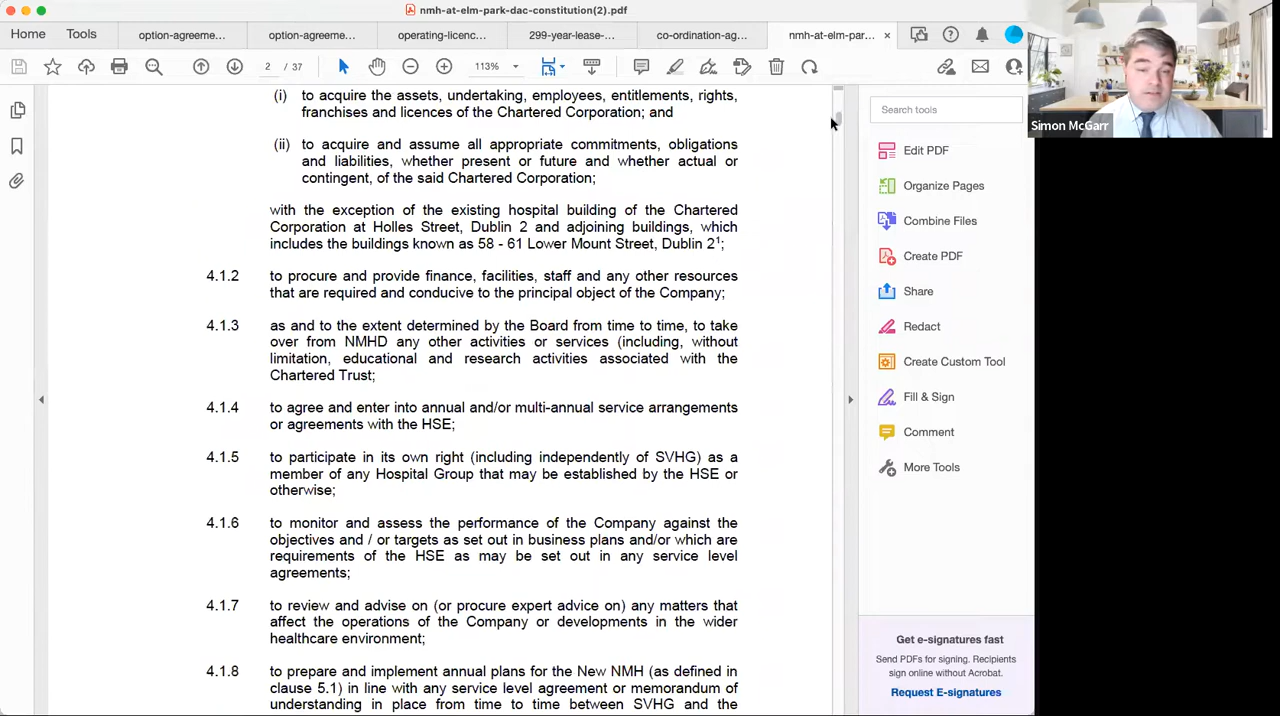 nmh-at-elm-park-dac-constitution(2).pdf
Home
Tools
option-agreeme...
option-agreeme...
operating-licenc...
299-year-lease-...
co-ordination-ag...
nmh-at-elm-par...
2 / 37
113%
(i) to acquire the assets, undertaking, employees, entitlements, rights,
franchises and licences of the Chartered Corporation; and
(ii) to acquire and assume all appropriate commitments, obligations
and liabilities, whether present or future and whether actual or
contingent, of the said Chartered Corporation;
with the exception of the existing hospital building of the Chartered
Corporation at Holles Street, Dublin 2 and adjoining buildings, which
includes the buildings known as 58 - 61 Lower Mount Street, Dublin 2¹;
4.1.2 to procure and provide finance, facilities, staff and any other resources
that are required and conducive to the principal object of the Company;
4.1.3 as and to the extent determined by the Board from time to time, to take
over from NMHD any other activities or services (including, without
limitation, educational and research activities associated with the
Chartered Trust;
4.1.4 to agree and enter into annual and/or multi-annual service arrangements
or agreements with the HSE;
4.1.5 to participate in its own right (including independently of SVHG) as a
member of any Hospital Group that may be established by the HSE or
otherwise;
4.1.6 to monitor and assess the performance of the Company against the
objectives and / or targets as set out in business plans and/or which are
requirements of the HSE as may be set out in any service level
agreements;
4.1.7 to review and advise on (or procure expert advice on) any matters that
affect the operations of the Company or developments in the wider
healthcare environment;
4.1.8 to prepare and implement annual plans for the New NMH (as defined in
clause 5.1) in line with any service level agreement or memorandum of
understanding in place from time to time between SVHG and the
Search tools
Edit PDF
Organize Pages
Combine Files
Create PDF
Share
Redact
Create Custom Tool
Fill & Sign
Comment
More Tools
Get e-signatures fast
Send PDFs for signing. Recipients
sign online without Acrobat.
Request E-signatures
Simon McGarr